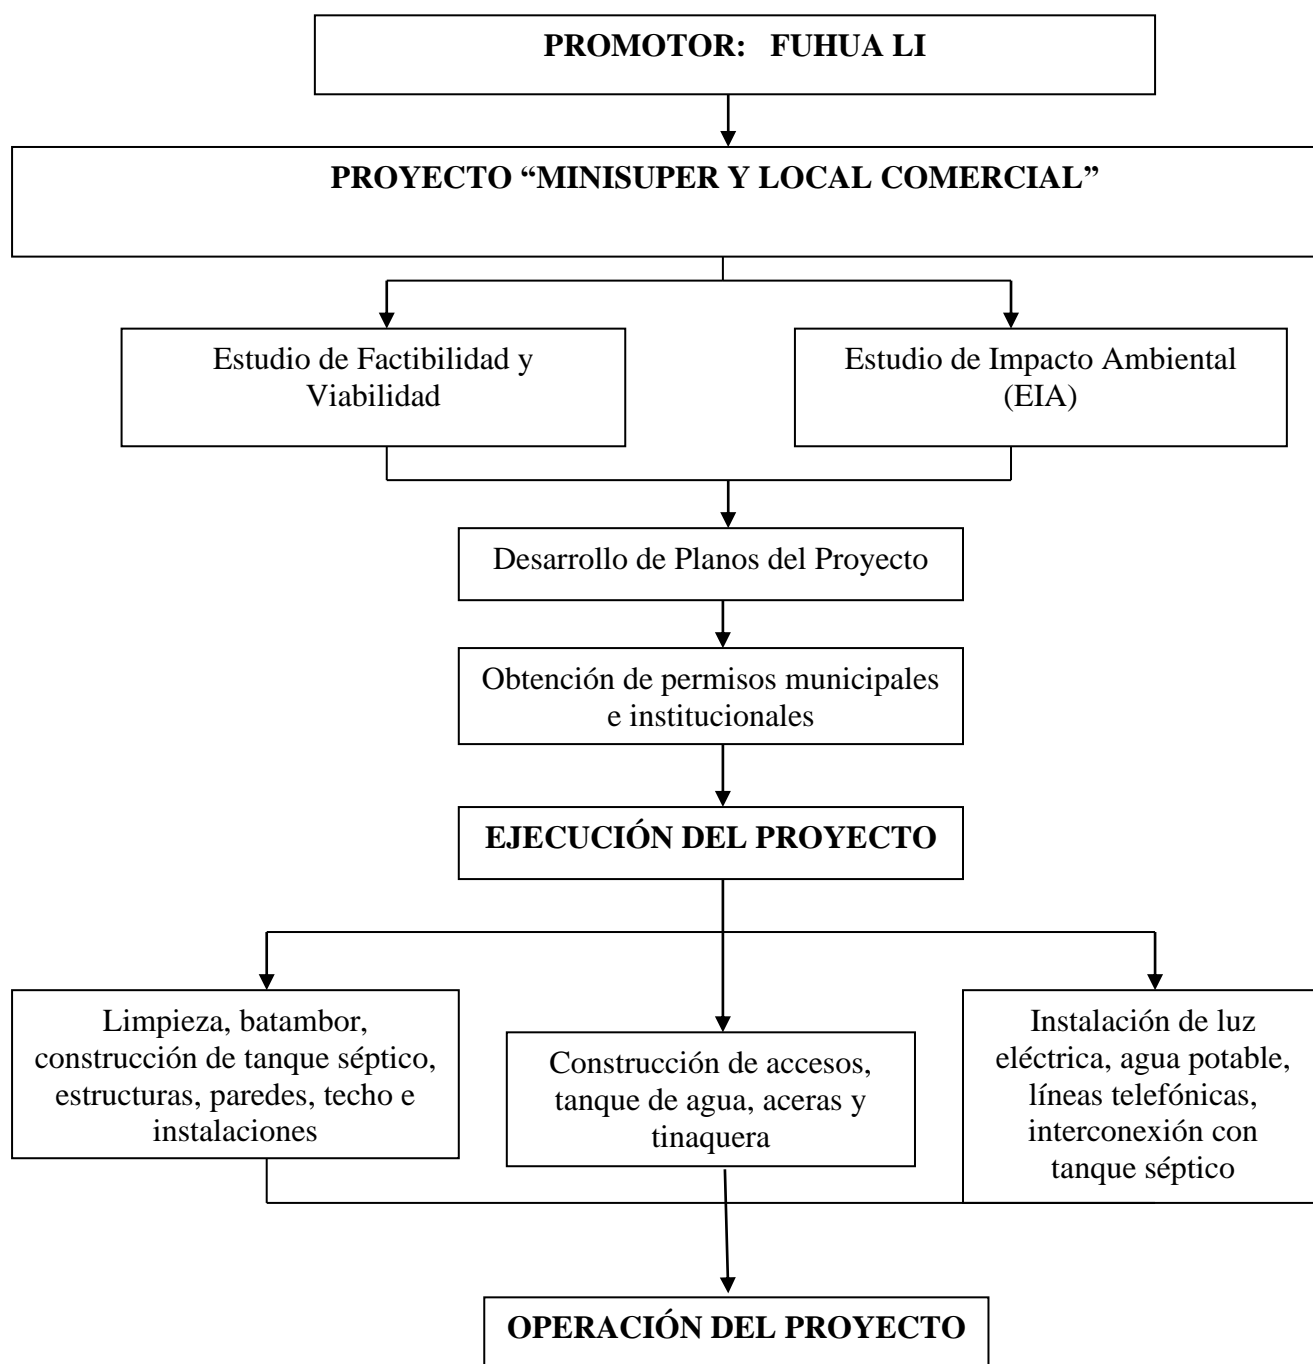 PROMOTOR: FUHUA LI
PROYECTO “MINISUPER Y LOCAL COMERCIAL”
Estudio de Factibilidad y
Viabilidad
Estudio de Impacto Ambiental
(EIA)
Desarrollo de Planos del Proyecto
Obtención de permisos municipales
e institucionales
EJECUCIÓN DEL PROYECTO
Limpieza, batambor,
construcción de tanque séptico,
estructuras, paredes, techo e
instalaciones
Construcción de accesos,
tanque de agua, aceras y
tinaquera
Instalación de luz
eléctrica, agua potable,
líneas telefónicas,
interconexión con
tanque séptico
OPERACIÓN DEL PROYECTO